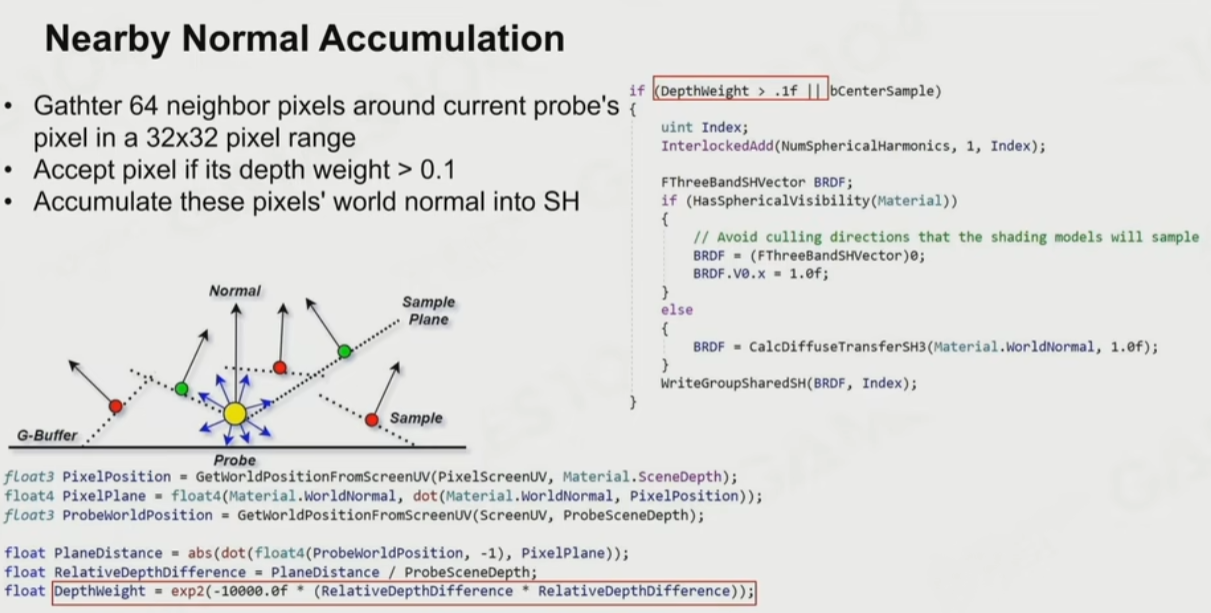 Nearby Normal Accumulation
• Gathter 64 neighbor pixels around current probe's
pixel in a 32x32 pixel range
• Accept pixel if its depth weight > 0.1
• Accumulate these pixels' world normal into SH
if (DepthWeight > .1f || bCenterSample)
{
uint Index;
InterlockedAdd(NumSphericalHarmonics, 1, Index);
FThreeBandSHVector BRDF;
if (HasSphericalVisibility(Material))
{
// Avoid culling directions that the shading models will sample
BRDF = (FThreeBandSHVector)0;
BRDF.V0.x = 1.0f;
}
else
{
BRDF = CalcDiffuseTransferSH3(Material.WorldNormal, 1.0f);
}
WriteGroupSharedSH(BRDF, Index);
}
Normal
Sample
Plane
Sample
G-Buffer
Probe
float3 PixelPosition = GetWorldPositionFromScreenUV(PixelScreenUV, Material.SceneDepth);
float4 PixelPlane = float4(Material.WorldNormal, dot(Material.WorldNormal, PixelPosition));
float3 ProbeWorldPosition = GetWorldPositionFromScreenUV(ScreenUV, ProbeSceneDepth);
float PlaneDistance = abs(dot(float4(ProbeWorldPosition, -1), PixelPlane));
float RelativeDepthDifference = PlaneDistance / ProbeSceneDepth;
float DepthWeight = exp2(-10000.0f * (RelativeDepthDifference * RelativeDepthDifference));